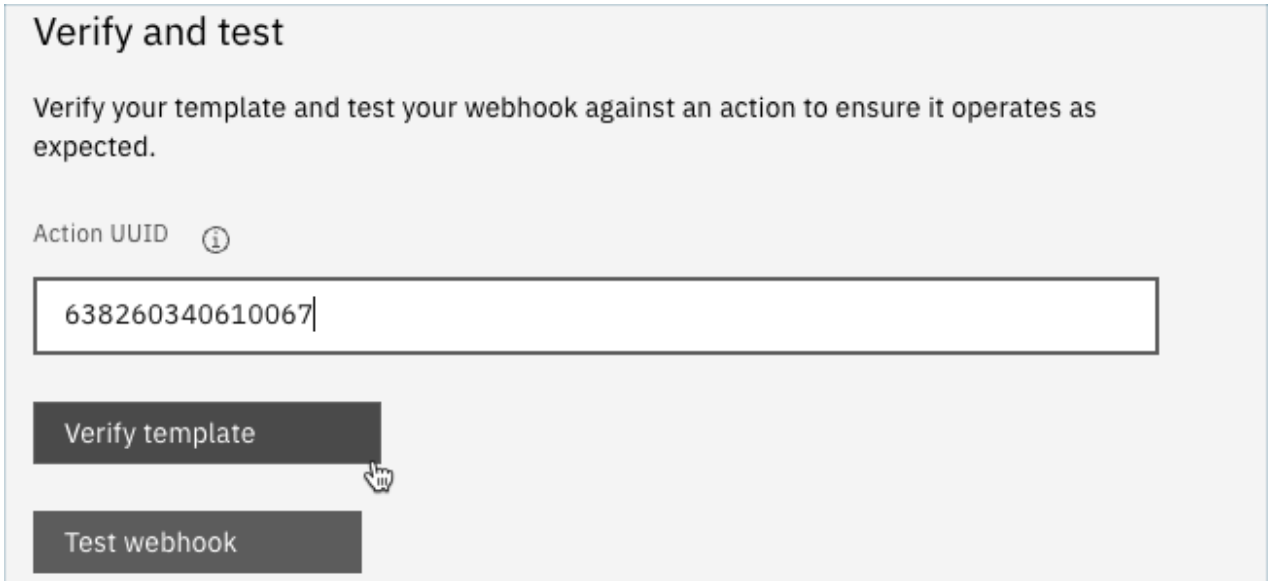 Verify and test
Verify your template and test your webhook against an action to ensure it operates as
expected.
Action UUID
638260340610067
Verify template
Test webhook